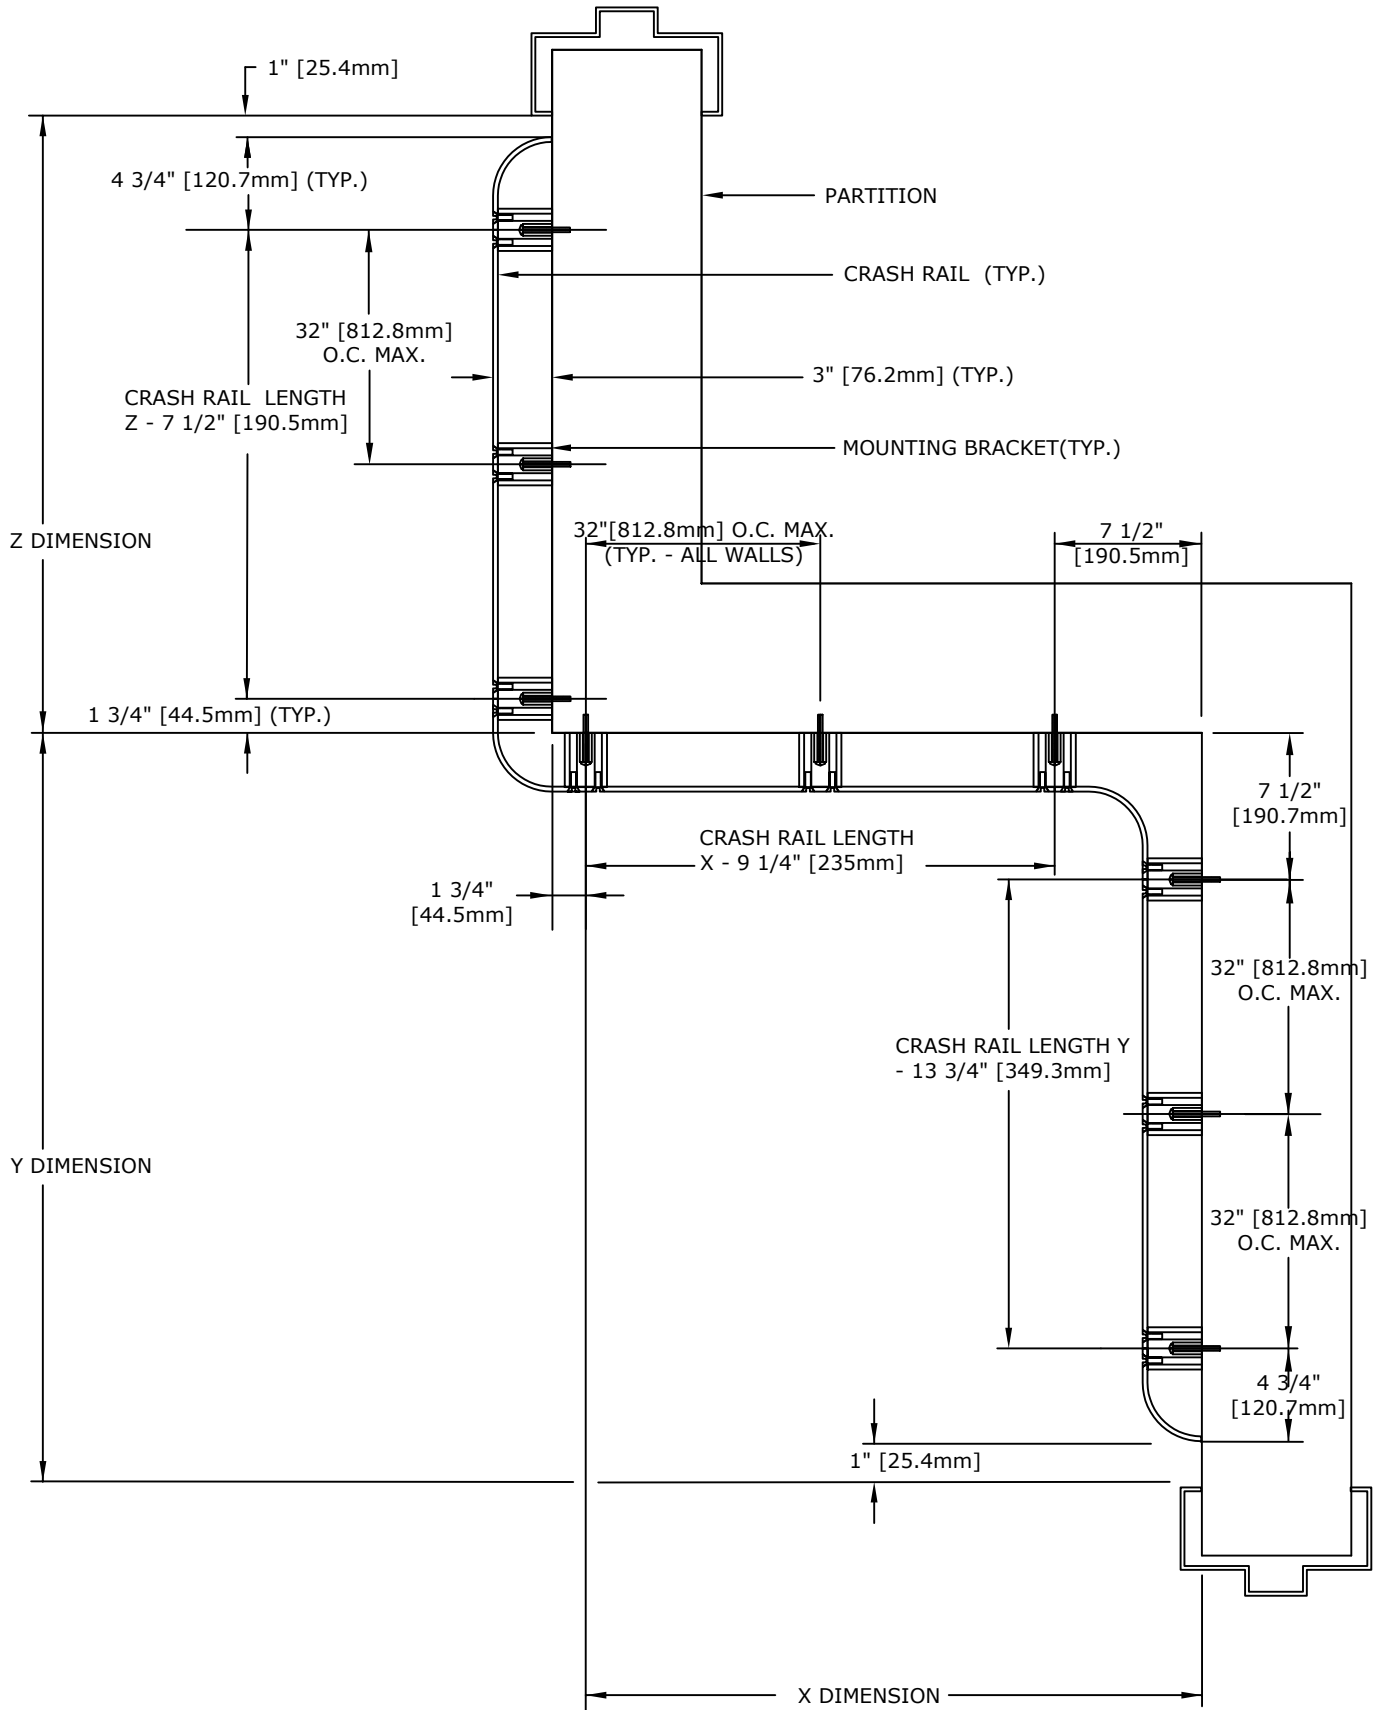 1" [25.4mm]
4 3/4" [120.7mm] (TYP.)
PARTITION
CRASH RAIL (TYP.)
32" [812.8mm]
O.C. MAX.
3" [76.2mm] (TYP.)
CRASH RAIL LENGTH
Z - 7 1/2" [190.5mm]
MOUNTING BRACKET(TYP.)
Z DIMENSION
32"[812.8mm] O.C. MAX.
(TYP. - ALL WALLS)
7 1/2"
[190.5mm]
1 3/4" [44.5mm] (TYP.)
7 1/2"
[190.7mm]
CRASH RAIL LENGTH
X - 9 1/4" [235mm]
1 3/4"
[44.5mm]
32" [812.8mm]
O.C. MAX.
CRASH RAIL LENGTH Y
- 13 3/4" [349.3mm]
Y DIMENSION
32" [812.8mm]
O.C. MAX.
4 3/4"
[120.7mm]
1" [25.4mm]
X DIMENSION